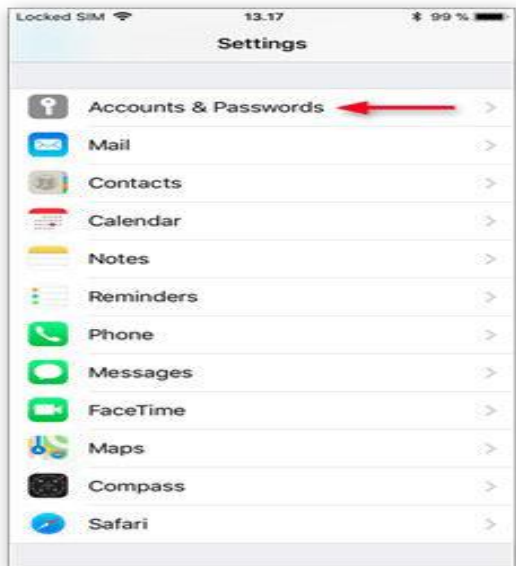 Locked SIM 13.17 99 %
Settings
Accounts & Passwords
Mail
Contacts
Calendar
Notes
Reminders
Phone
Messages
FaceTime
Maps
Compass
Safari